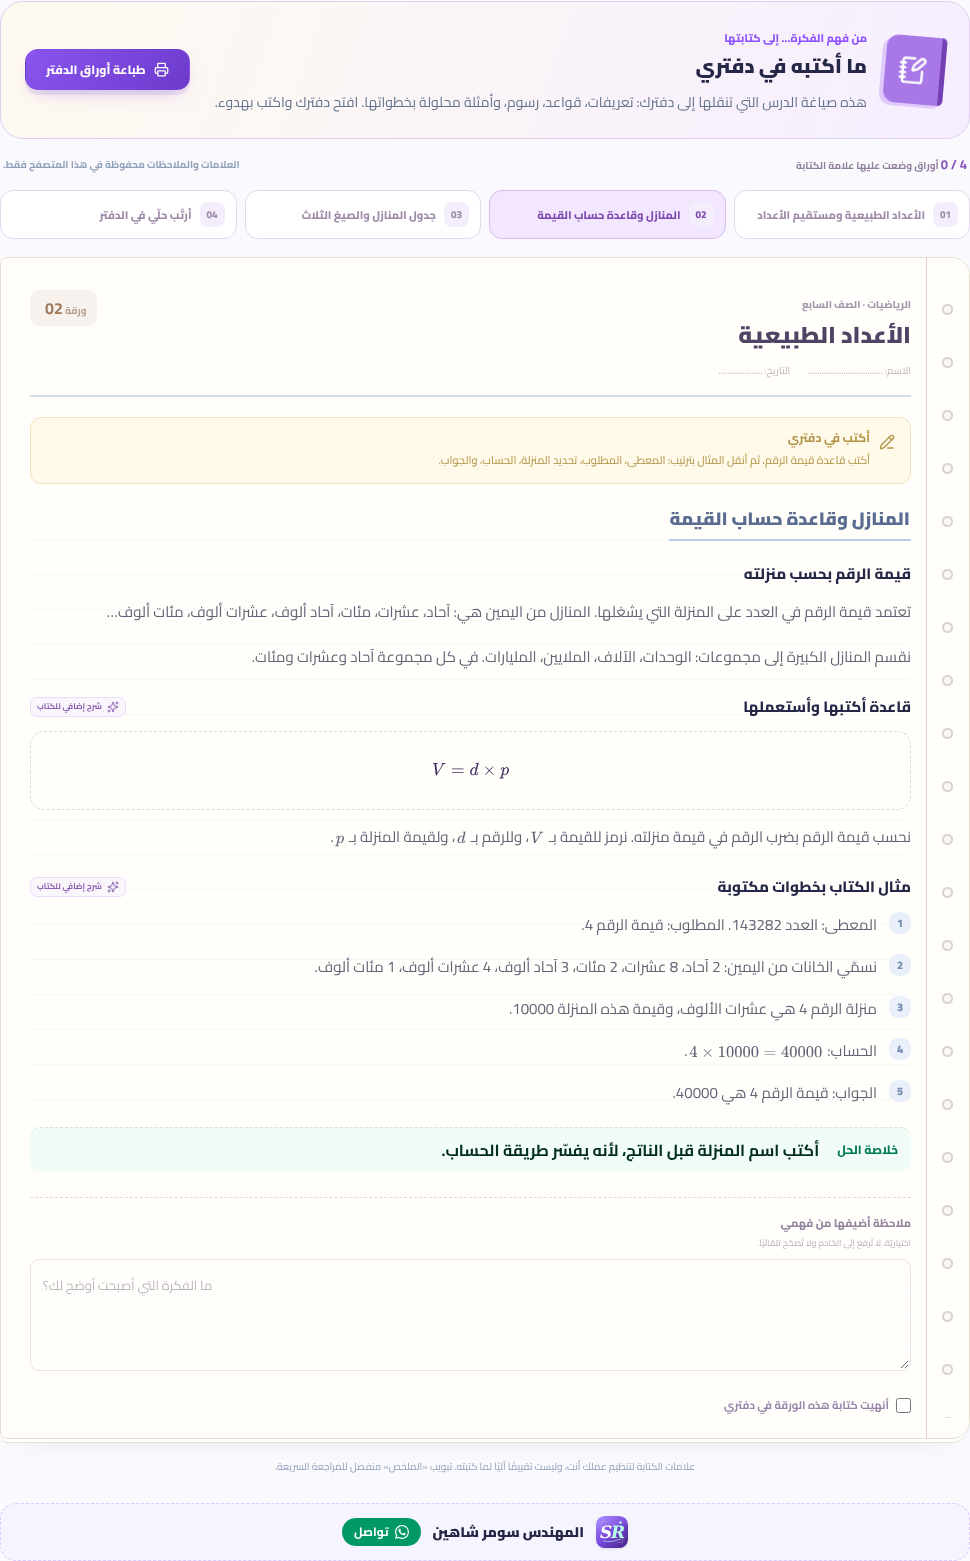 من فهم الفكرة... إلى كتابتها
ما أكتبه في دفتري
هذه صياغة الدرس التي تنقلها إلى دفترك: تعريفات، قواعد، رسوم، وأمثلة محلولة بخطواتها. افتح دفترك واكتب بهدوء.
طباعة أوراق الدفتر
0 / 4 أوراق وضعت عليها علامة الكتابة
العلامات والملاحظات محفوظة في هذا المتصفح فقط.
01 الأعداد الطبيعية ومستقيم الأعداد
02 المنازل وقاعدة حساب القيمة
03 جدول المنازل والصيغ الثلاث
04 أرتّب حلّي في الدفتر
الرياضيات · الصف السابع
ورقة 02
الأعداد الطبيعية
الاسم: ................................ التاريخ: ...................
أكتب في دفتري
أكتب قاعدة قيمة الرقم، ثم أنقل المثال بترتيب: المعطى، المطلوب، تحديد المنزلة، الحساب، والجواب.
المنازل وقاعدة حساب القيمة
قيمة الرقم بحسب منزلته
تعتمد قيمة الرقم في العدد على المنزلة التي يشغلها. المنازل من اليمين هي: آحاد، عشرات، مئات، آحاد ألوف، عشرات ألوف، مئات ألوف...
نقسم المنازل الكبيرة إلى مجموعات: الوحدات، الآلاف، الملايين، المليارات. في كل مجموعة آحاد وعشرات ومئات.
قاعدة أكتبها وأستعملها
شرح إضافي للكتاب
V = d × p
نحسب قيمة الرقم بضرب الرقم في قيمة منزلته. نرمز للقيمة بـ V، وللرقم بـ d، ولقيمة المنزلة بـ p.
مثال الكتاب بخطوات مكتوبة
شرح إضافي للكتاب
1 المعطى: العدد 143282. المطلوب: قيمة الرقم 4.
2 نسمّي الخانات من اليمين: 2 آحاد، 8 عشرات، 2 مئات، 3 آحاد ألوف، 4 عشرات ألوف، 1 مئات ألوف.
3 منزلة الرقم 4 هي عشرات الألوف، وقيمة هذه المنزلة 10000.
4 الحساب: 4 × 10000 = 40000.
5 الجواب: قيمة الرقم 4 هي 40000.
خلاصة الحل أكتب اسم المنزلة قبل الناتج، لأنه يفسّر طريقة الحساب.
ملاحظة أضيفها من فهمي
اختيارية، لا تُرفع إلى الخادم ولا تُصحّح تلقائيًا.
ما الفكرة التي أصبحت أوضح لك؟
أنهيت كتابة هذه الورقة في دفتري
علامات الكتابة لتنظيم عملك أنت، وليست تقييمًا آليًا لما كتبته. تبويب «الملخص» منفصل للمراجعة السريعة.
SR المهندس سومر شاهين تواصل